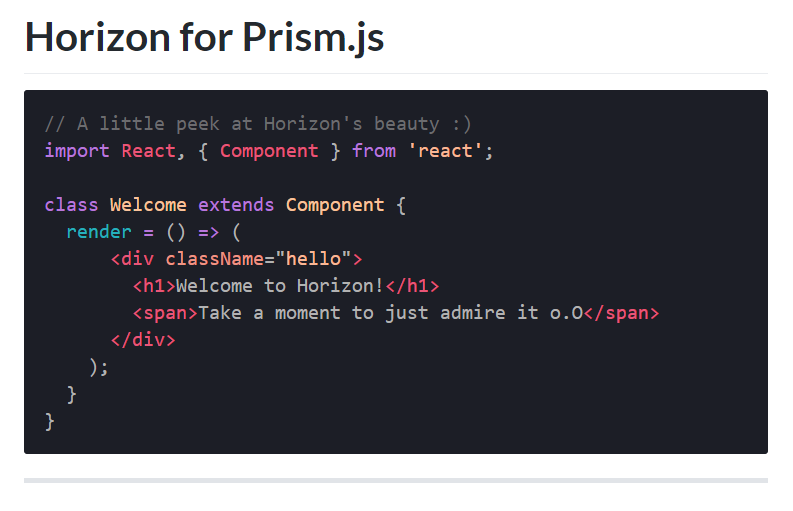 Horizon for Prism.js
// A little peek at Horizon's beauty :)
import React, { Component } from 'react';
class Welcome extends Component {
  render = () => (
      <div className="hello">
        <h1>Welcome to Horizon!</h1>
        <span>Take a moment to just admire it o.O</span>
      </div>
    );
  }
}